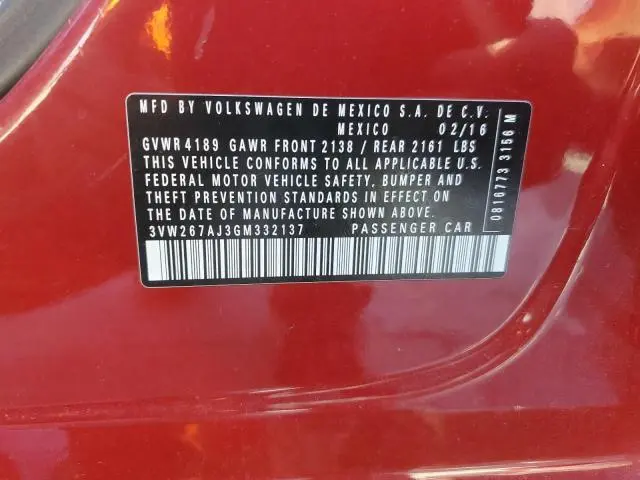 MFD BY VOLKSWAGEN DE MEXICO S.A. DE C.V.
MEXICO 02/16
GVWR 4189 GAWR FRONT 2138 / REAR 2161 LBS
THIS VEHICLE CONFORMS TO ALL APPLICABLE U.S.
FEDERAL MOTOR VEHICLE SAFETY, BUMPER AND
THEFT PREVENTION STANDARDS IN EFFECT ON
THE DATE OF MANUFACTURE SHOWN ABOVE.
3VW267AJ3GM332137 PASSENGER CAR
0816773 3156 M